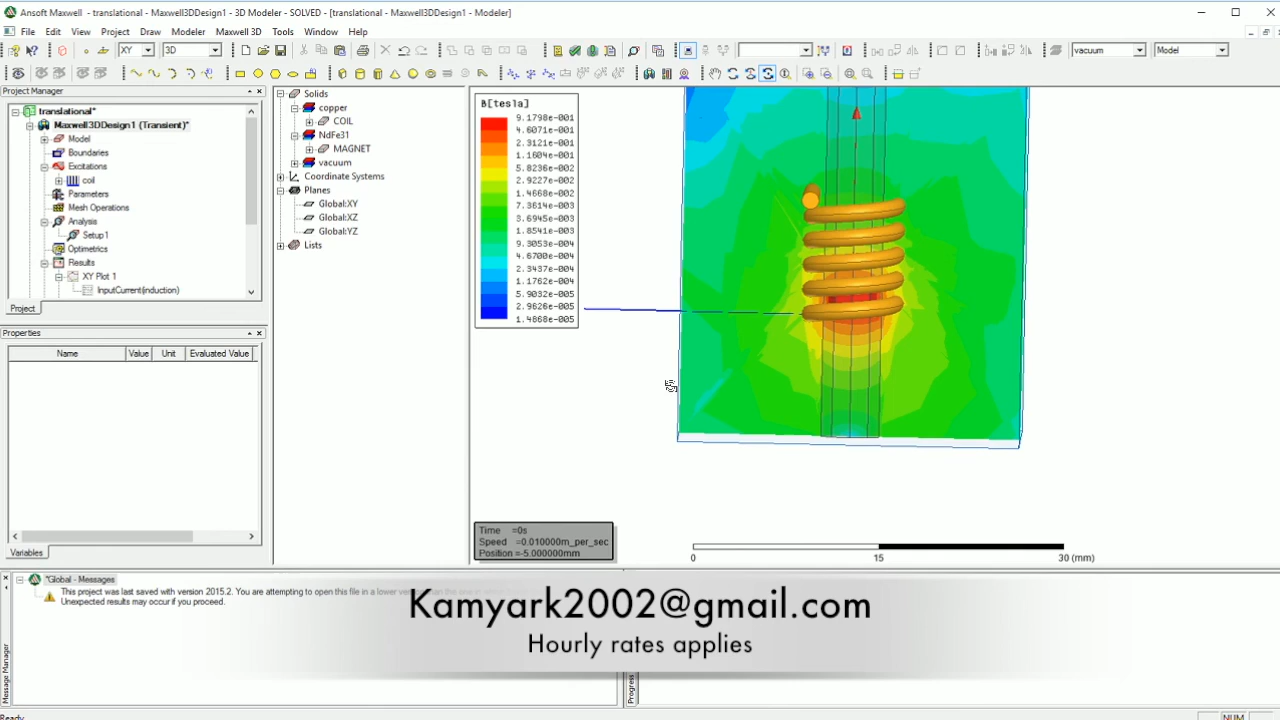 Ansoft Maxwell - translational - Maxwell3DDesign1 - 3D Modeler - SOLVED - [translational - Maxwell3DDesign1 - Modeler]
File Edit View Project Draw Modeler Maxwell 3D Tools Window Help
XY 3D vacuum Model
Project Manager
translational*
Maxwell3DDesign1 (Transient)*
Model
Boundaries
Excitations
coil
Parameters
Mesh Operations
Analysis
Setup1
Optimetrics
Results
XY Plot 1
InputCurrent(induction)
Project
Properties
Name Value Unit Evaluated Value
Variables
Solids
copper
COIL
NdFe31
MAGNET
vacuum
Coordinate Systems
Planes
Global:XY
Global:XZ
Global:YZ
Lists
B[tesla]
9.1798e-001
4.6071e-001
2.3121e-001
1.1604e-001
5.8236e-002
2.9227e-002
1.4668e-002
7.3614e-003
3.6945e-003
1.8541e-003
9.3053e-004
4.6700e-004
2.3437e-004
1.1762e-004
5.9032e-005
2.9626e-005
1.4868e-005
Time =0s
Speed =0.010000m_per_sec
Position =-5.000000mm
0 15 30 (mm)
*Global - Messages
This project was last saved with version 2015.2. You are attempting to open this file in a lower
Unexpected results may occur if you proceed.
Kamyark2002@gmail.com
Hourly rates applies
Message Manager
Progress
Ready
NUM